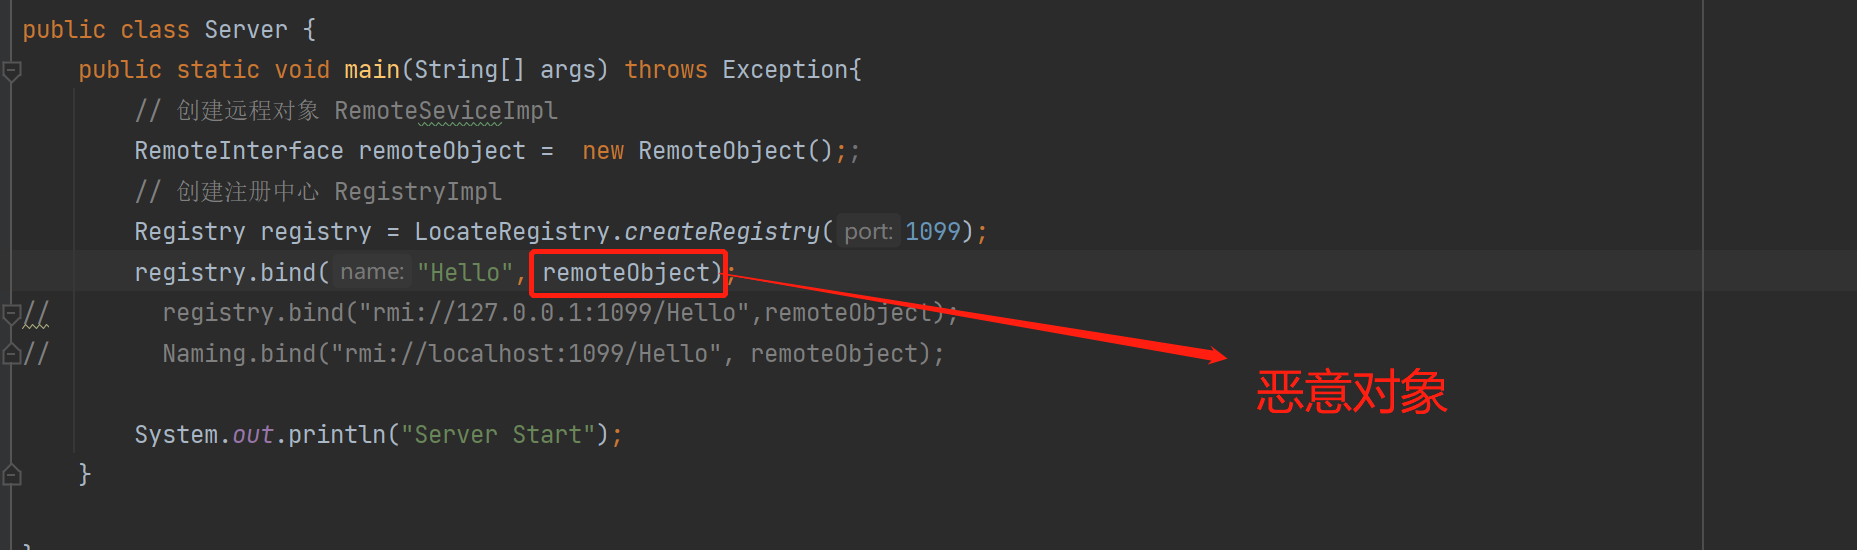 public class Server {
public static void main(String[] args) throws Exception{
// 创建远程对象 RemoteSeviceImpl
RemoteInterface remoteObject =  new RemoteObject();;
// 创建注册中心 RegistryImpl
Registry registry = LocateRegistry.createRegistry( port: 1099);
registry.bind( name: "Hello", remoteObject);
//        registry.bind("rmi://127.0.0.1:1099/Hello",remoteObject);
//        Naming.bind("rmi://localhost:1099/Hello", remoteObject);
恶意对象
System.out.println("Server Start");
}
}